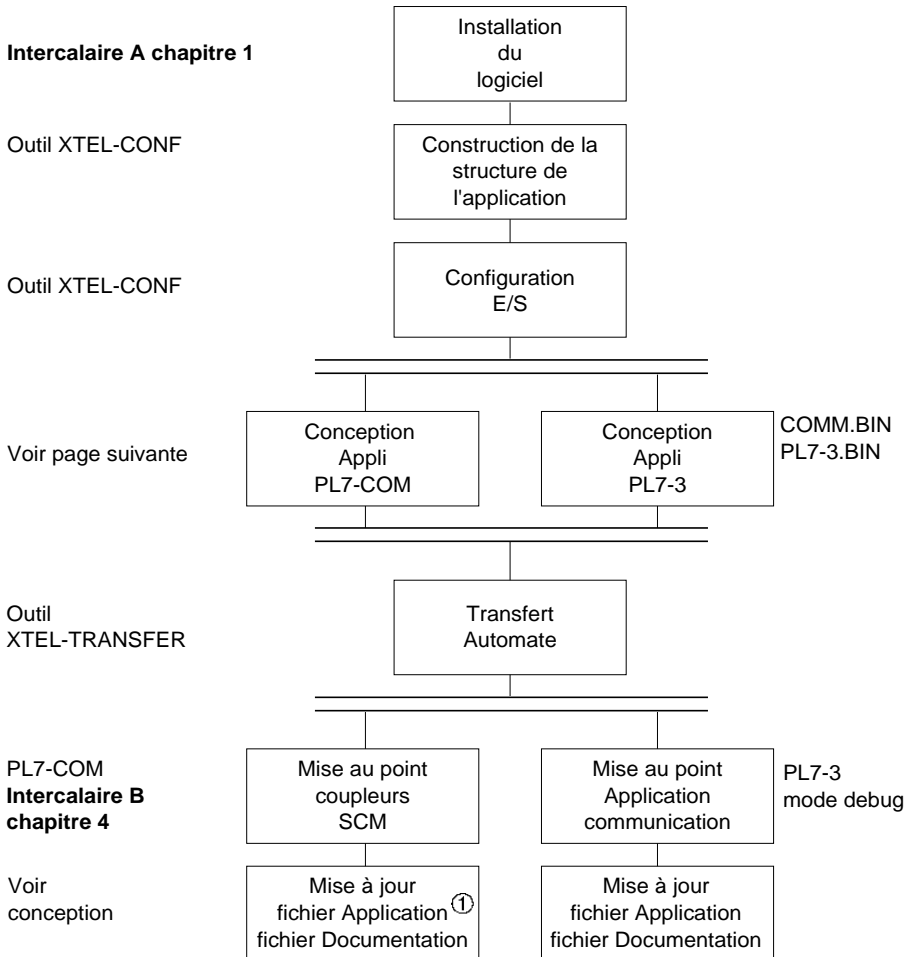 Intercalaire A chapitre 1
Installation
du
logiciel
Outil XTEL-CONF
Construction de la
structure de
l'application
Outil XTEL-CONF
Configuration
E/S
Voir page suivante
Conception
Appli
PL7-COM
Conception
Appli
PL7-3
COMM.BIN
PL7-3.BIN
Outil
XTEL-TRANSFER
Transfert
Automate
PL7-COM
Intercalaire B
chapitre 4
Mise au point
coupleurs
SCM
Mise au point
Application
communication
PL7-3
mode debug
Voir
conception
Mise à jour
fichier Application ①
fichier Documentation
Mise à jour
fichier Application
fichier Documentation